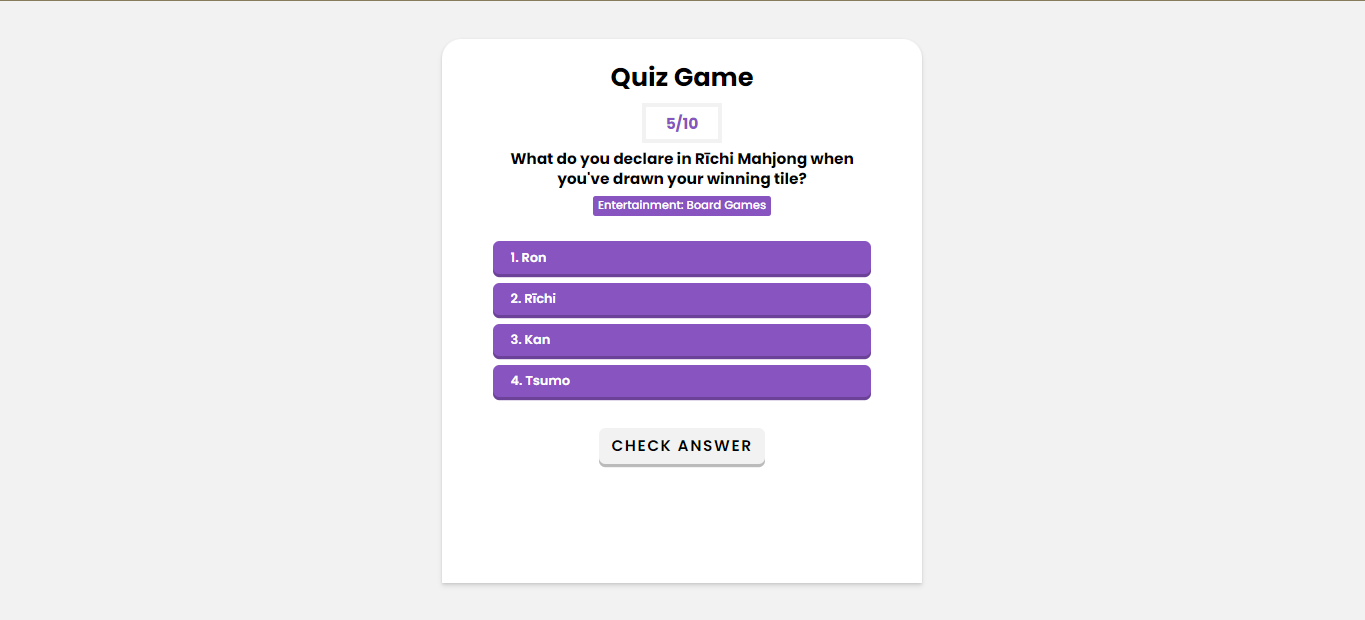 Quiz Game
5/10
What do you declare in Rīchi Mahjong when
you've drawn your winning tile?
Entertainment: Board Games
1. Ron
2. Rīchi
3. Kan
4. Tsumo
CHECK ANSWER